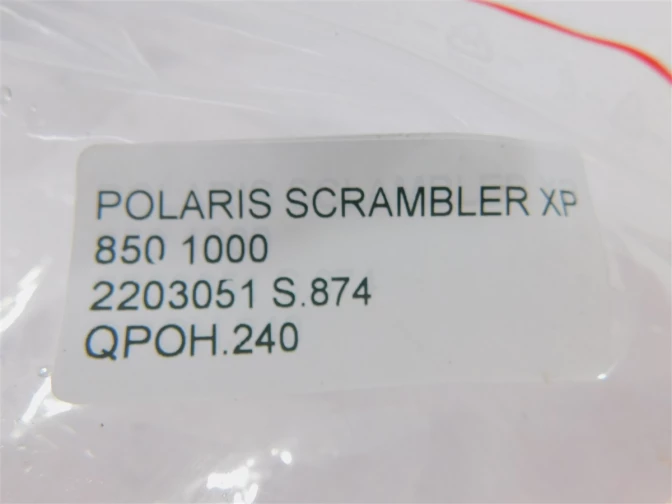 POLARIS SCRAMBLER XP
850 1000
2203051 S.874
QPOH.240